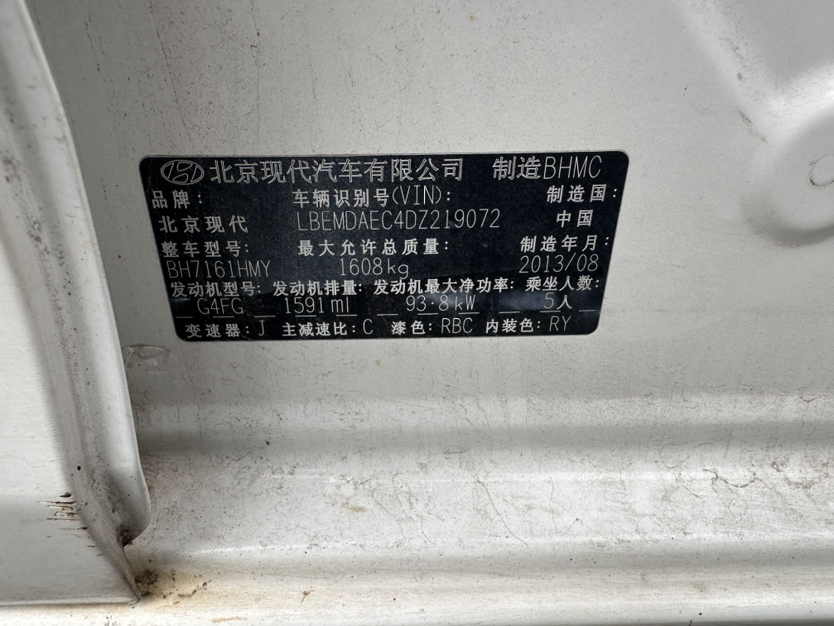 北京现代汽车有限公司 制造BHMC
品牌： 车辆识别号(VIN)： 制造国：
北京现代 LBEMDAEC4DZ219072 中国
整车型号： 最大允许总质量： 制造年月：
BH7161HMY 1608kg 2013/08
发动机型号： 发动机排量： 发动机最大净功率： 乘坐人数：
G4FG 1591ml 93.8kW 5人
变速器：J 主减速比：C 漆色：RBC 内装色：RY